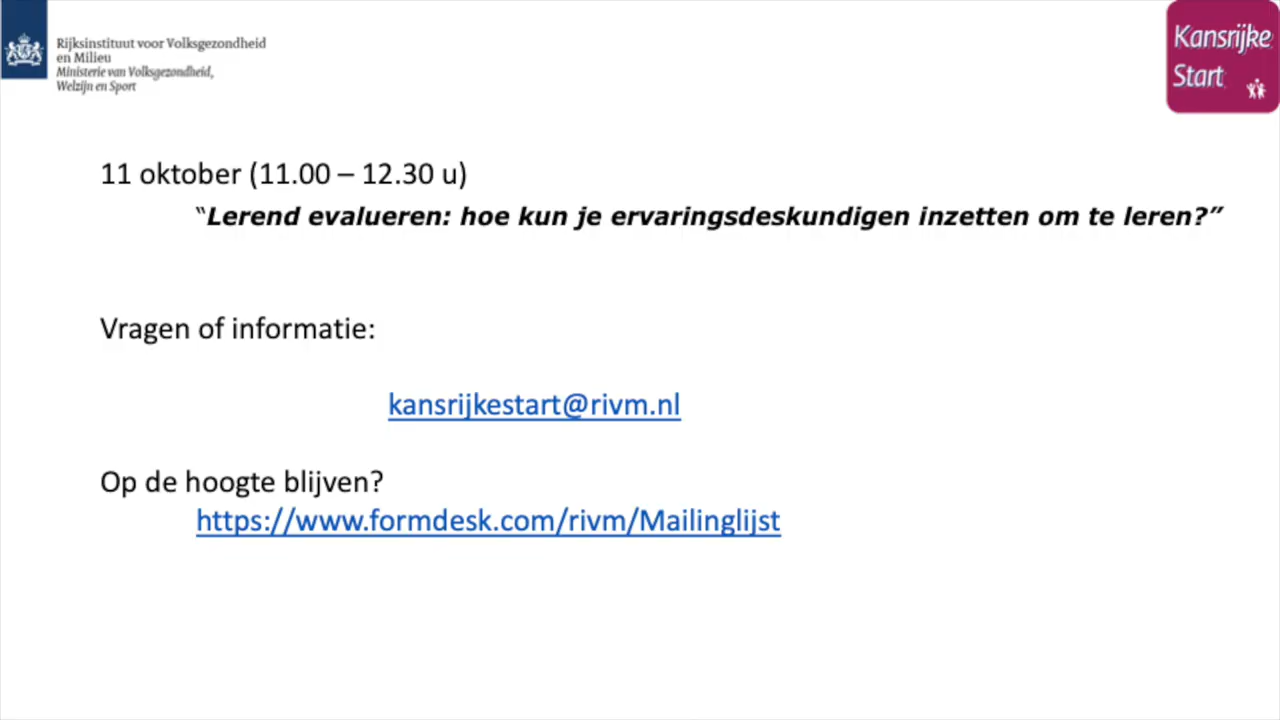 Rijksinstituut voor Volksgezondheid
en Milieu
Ministerie van Volksgezondheid,
Welzijn en Sport
Kansrijke
Start
11 oktober (11.00 – 12.30 u)
“Lerend evalueren: hoe kun je ervaringsdeskundigen inzetten om te leren?”
Vragen of informatie:
kansrijkestart@rivm.nl
Op de hoogte blijven?
https://www.formdesk.com/rivm/Mailinglijst